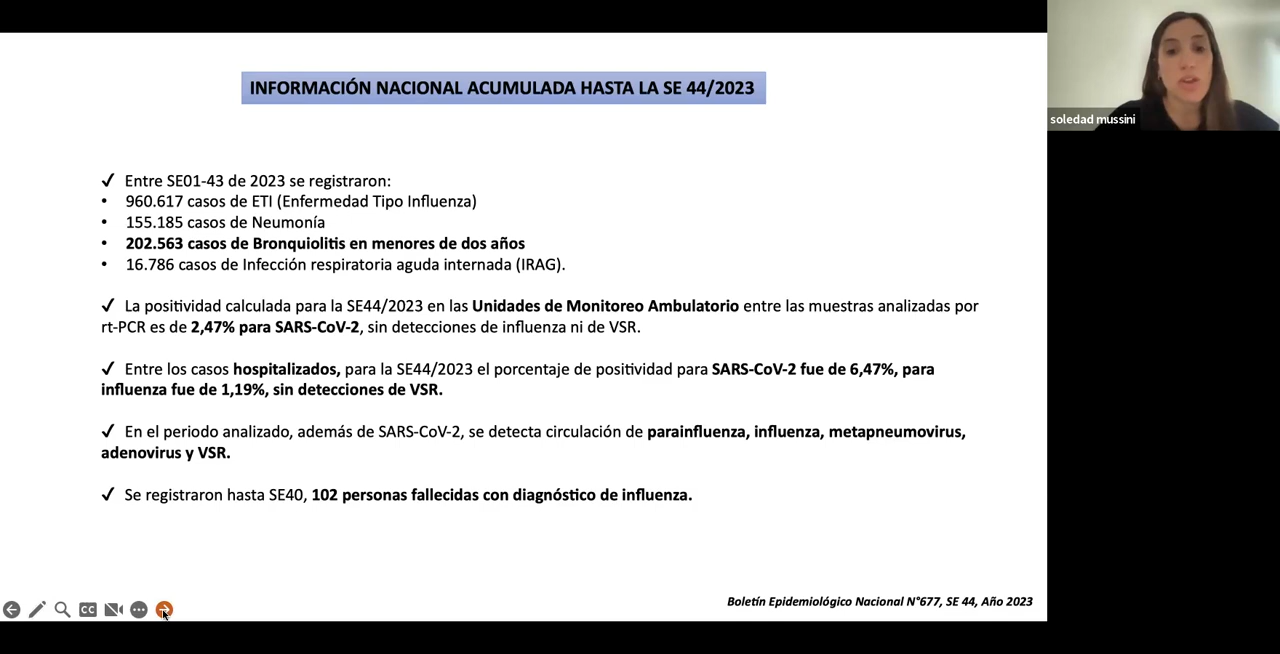 INFORMACIÓN NACIONAL ACUMULADA HASTA LA SE 44/2023
soledad mussini
✓ Entre SE01-43 de 2023 se registraron:
• 960.617 casos de ETI (Enfermedad Tipo Influenza)
• 155.185 casos de Neumonía
• 202.563 casos de Bronquiolitis en menores de dos años
• 16.786 casos de Infección respiratoria aguda internada (IRAG).
✓ La positividad calculada para la SE44/2023 en las Unidades de Monitoreo Ambulatorio entre las muestras analizadas por
rt-PCR es de 2,47% para SARS-CoV-2, sin detecciones de influenza ni de VSR.
✓ Entre los casos hospitalizados, para la SE44/2023 el porcentaje de positividad para SARS-CoV-2 fue de 6,47%, para
influenza fue de 1,19%, sin detecciones de VSR.
✓ En el periodo analizado, además de SARS-CoV-2, se detecta circulación de parainfluenza, influenza, metapneumovirus,
adenovirus y VSR.
✓ Se registraron hasta SE40, 102 personas fallecidas con diagnóstico de influenza.
Boletín Epidemiológico Nacional N°677, SE 44, Año 2023
CC